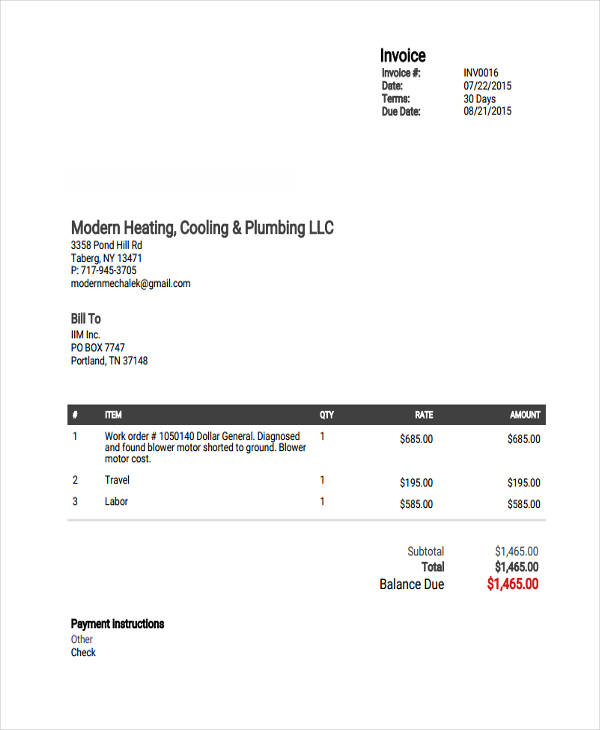 Invoice
Invoice #: INV0016
Date: 07/22/2015
Terms: 30 Days
Due Date: 08/21/2015
Modern Heating, Cooling & Plumbing LLC
3358 Pond Hill Rd
Taberg, NY 13471
P: 717-945-3705
modernmechalek@gmail.com
Bill To
IIM Inc.
PO BOX 7747
Portland, TN 37148
# ITEM QTY RATE AMOUNT
1 Work order # 1050140 Dollar General. Diagnosed 1 $685.00 $685.00
and found blower motor shorted to ground. Blower
motor cost.
2 Travel 1 $195.00 $195.00
3 Labor 1 $585.00 $585.00
Subtotal $1,465.00
Total $1,465.00
Balance Due $1,465.00
Payment Instructions
Other
Check